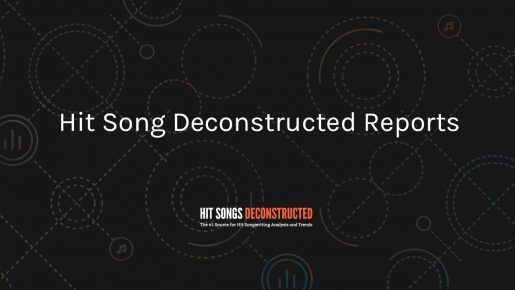 Hit Song Deconstructed Reports
HIT SONGS DECONSTRUCTED
The #1 Source for Hit Songwriting Analysis and Trends